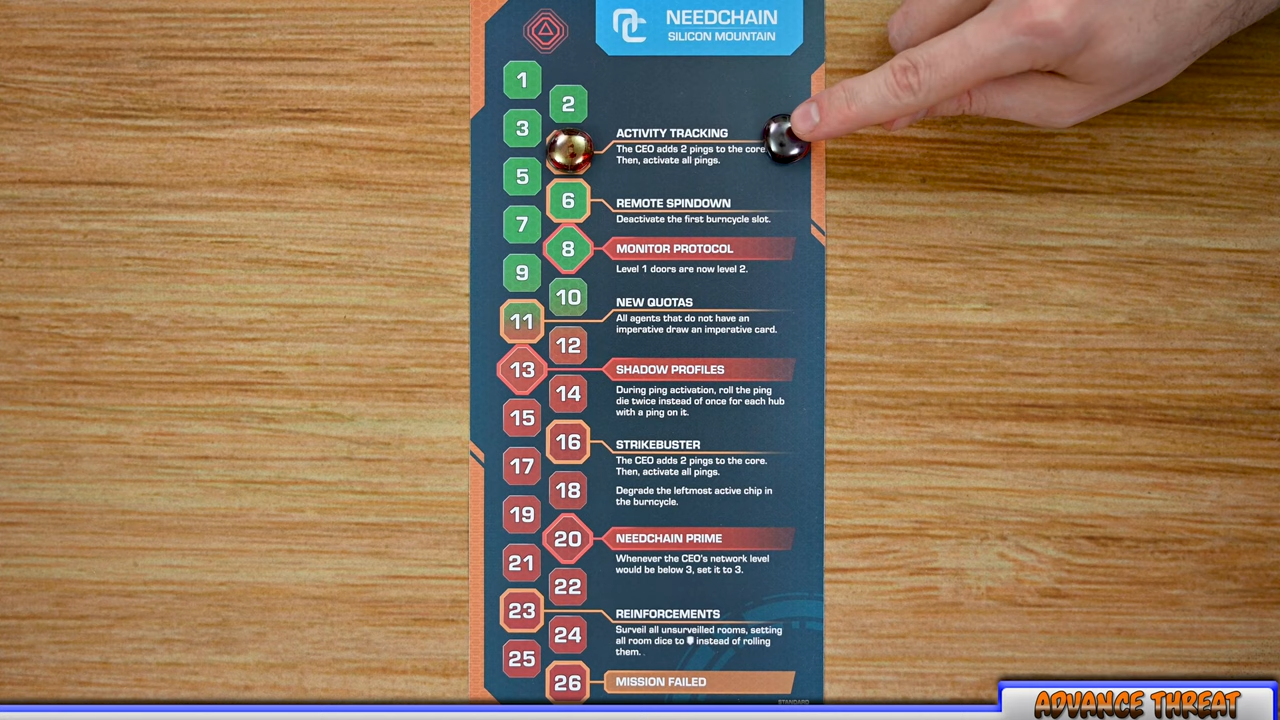 NEEDCHAIN
SILICON MOUNTAIN
1
2
3
ACTIVITY TRACKING
The CEO adds 2 pings to the core
Then, activate all pings.
5
6
REMOTE SPINDOWN
Deactivate the first burncycle slot.
7
8
MONITOR PROTOCOL
Level 1 doors are now level 2.
9
10
11
NEW QUOTAS
All agents that do not have an
imperative draw an imperative card.
12
13
SHADOW PROFILES
During ping activation, roll the ping
die twice instead of once for each hub
with a ping on it.
14
15
16
STRIKEBUSTER
The CEO adds 2 pings to the core.
Then, activate all pings.
Degrade the leftmost active chip in
the burncycle.
17
18
19
20
NEEDCHAIN PRIME
Whenever the CEO's network level
would be below 3, set it to 3.
21
22
23
REINFORCEMENTS
Surveil all unsurveilled rooms, setting
all room dice to instead of rolling
them.
24
25
26
MISSION FAILED
STANDARD
ADVANCE THREAT